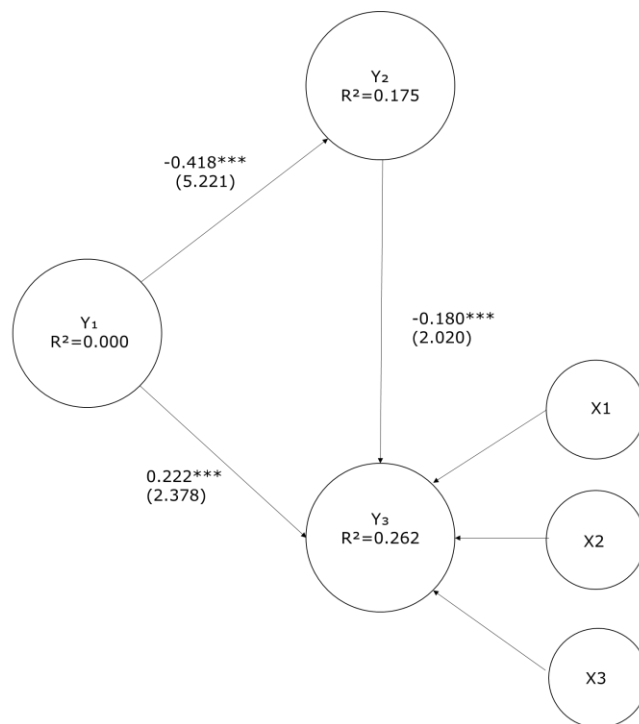 Y₂
R²=0.175
-0.418***
(5.221)
Y₁
R²=0.000
-0.180***
(2.020)
X1
0.222***
(2.378)
Y₃
R²=0.262
X2
X3